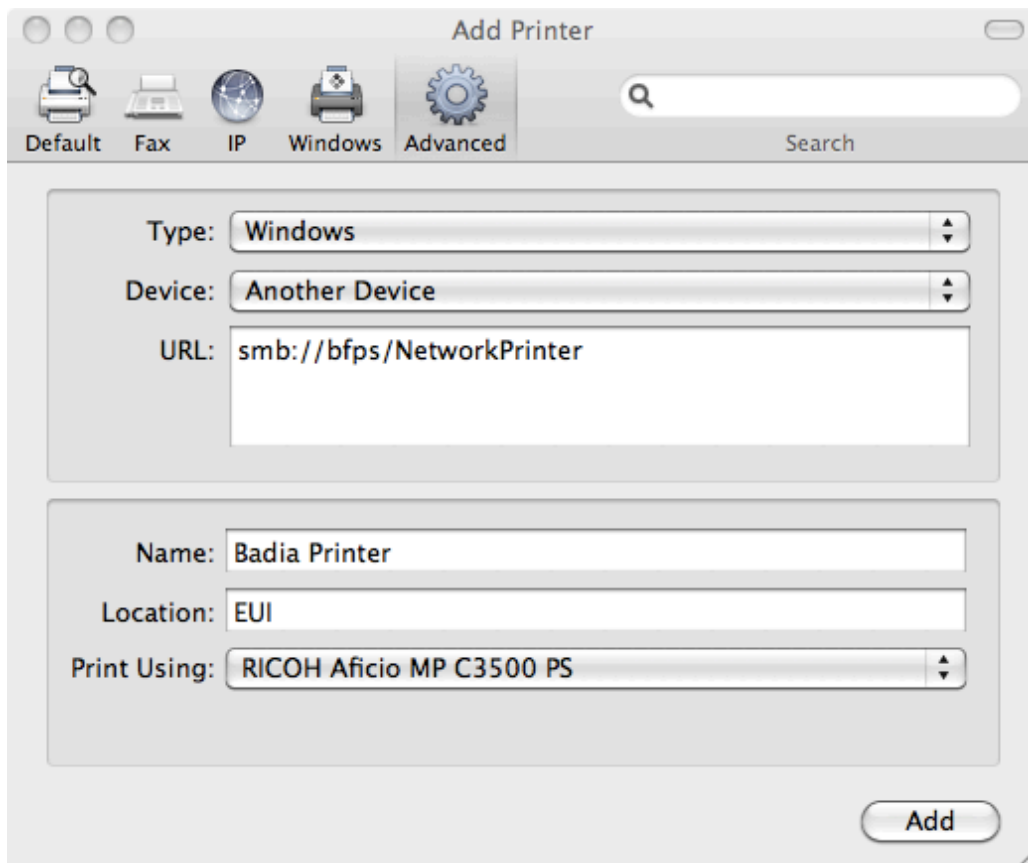 Add Printer
Default Fax IP Windows Advanced Search
Type: Windows
Device: Another Device
URL: smb://bfps/NetworkPrinter
Name: Badia Printer
Location: EUI
Print Using: RICOH Aficio MP C3500 PS
Add